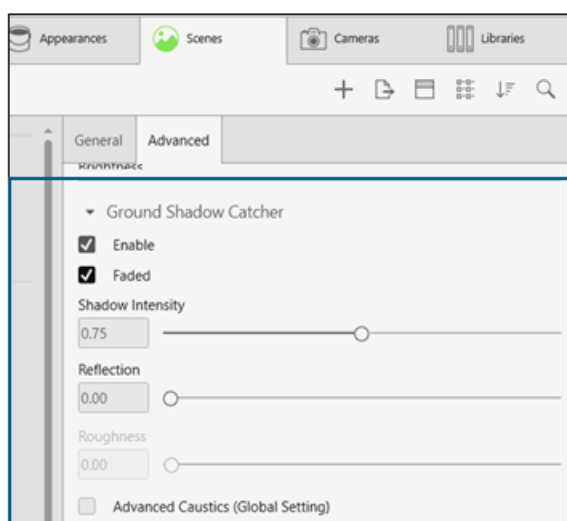 Appearances Scenes Cameras Libraries
General Advanced
Brightness
Ground Shadow Catcher
Enable
Faded
Shadow Intensity
0.75
Reflection
0.00
Roughness
0.00
Advanced Caustics (Global Setting)